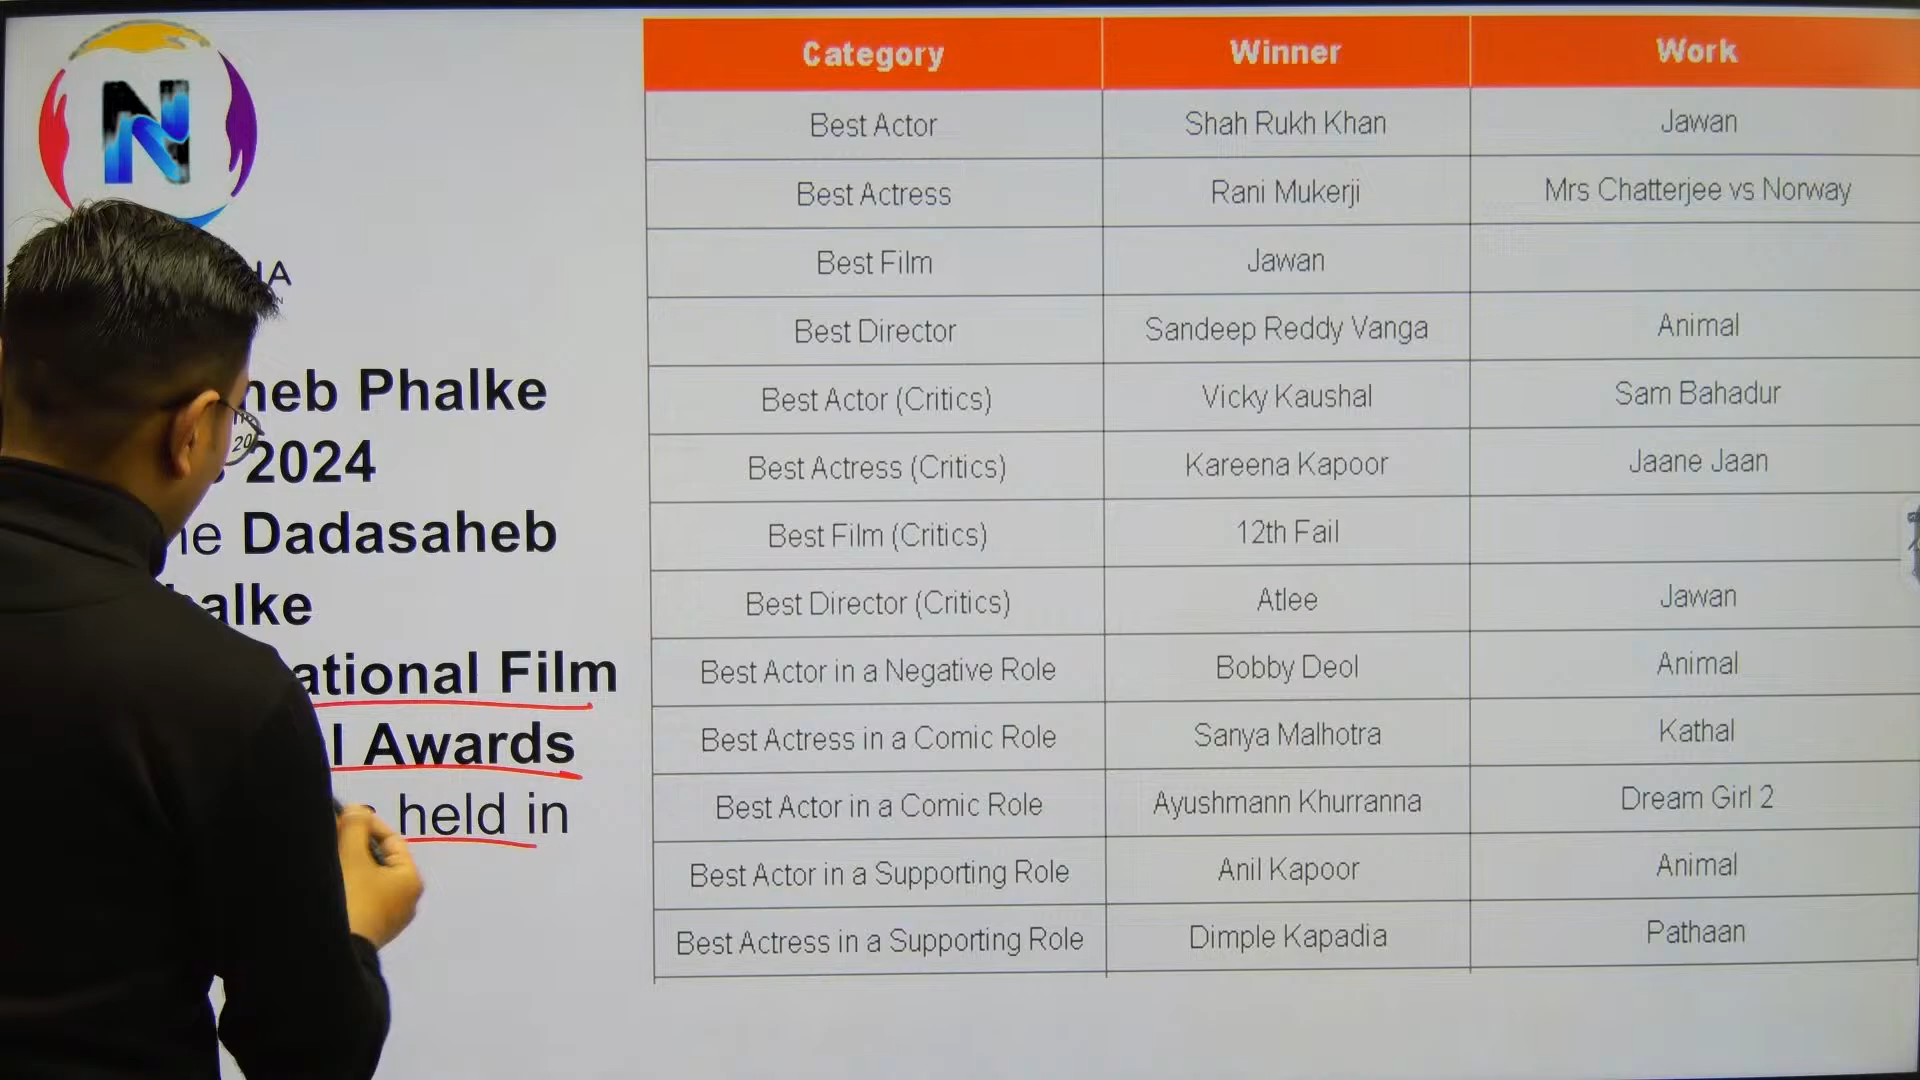 N
heb Phalke
2024
he Dadasaheb
halke
ational Film
l Awards
held in
Category Winner Work
Best Actor Shah Rukh Khan Jawan
Best Actress Rani Mukerji Mrs Chatterjee vs Norway
Best Film Jawan
Best Director Sandeep Reddy Vanga Animal
Best Actor (Critics) Vicky Kaushal Sam Bahadur
Best Actress (Critics) Kareena Kapoor Jaane Jaan
Best Film (Critics) 12th Fail
Best Director (Critics) Atlee Jawan
Best Actor in a Negative Role Bobby Deol Animal
Best Actress in a Comic Role Sanya Malhotra Kathal
Best Actor in a Comic Role Ayushmann Khurranna Dream Girl 2
Best Actor in a Supporting Role Anil Kapoor Animal
Best Actress in a Supporting Role Dimple Kapadia Pathaan